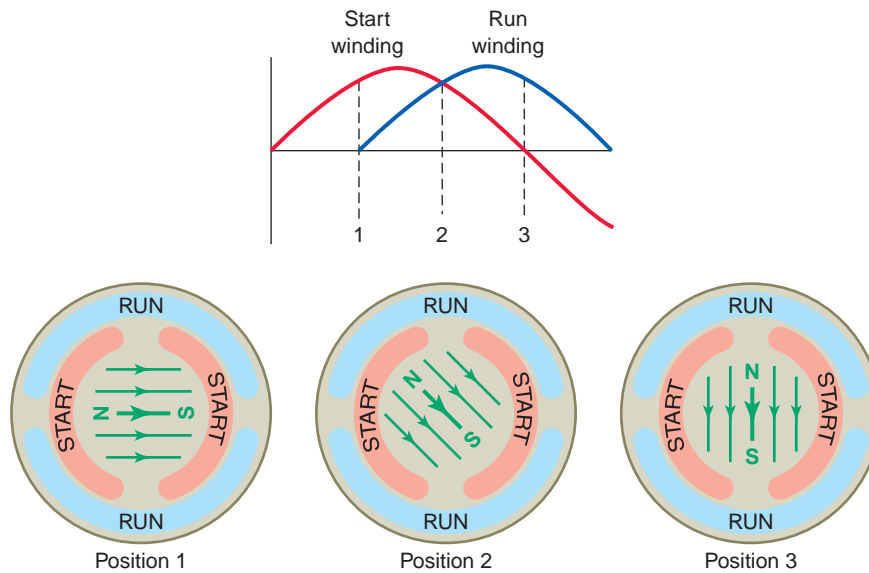 Start winding
Run winding
1 2 3
RUN
START
START
N S
RUN
Position 1
RUN
START
START
N
S
RUN
Position 2
RUN
START
START
N
S
RUN
Position 3